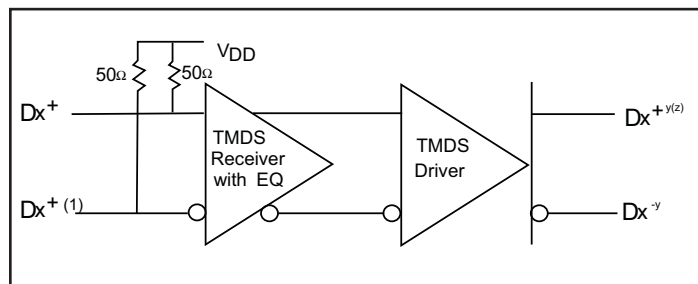 VDD
50Ω 50Ω
Dx+ Dx+ y(z)
TMDS
Receiver
with EQ
TMDS
Driver
Dx+ (1) Dx -y